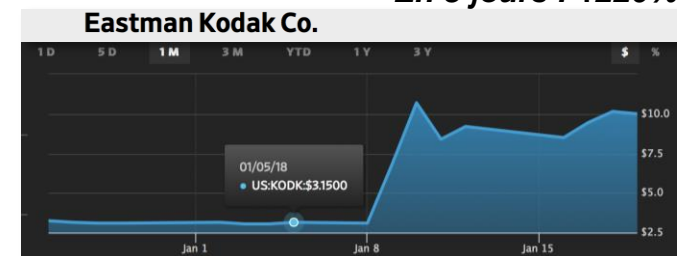 Eastman Kodak Co.
1D 5D 1M 3M YTD 1Y 3Y $ %
$10.0
01/05/18
US:KODK:$3.1500
$7.5
$5.0
$2.5
Jan 1 Jan 8 Jan 15